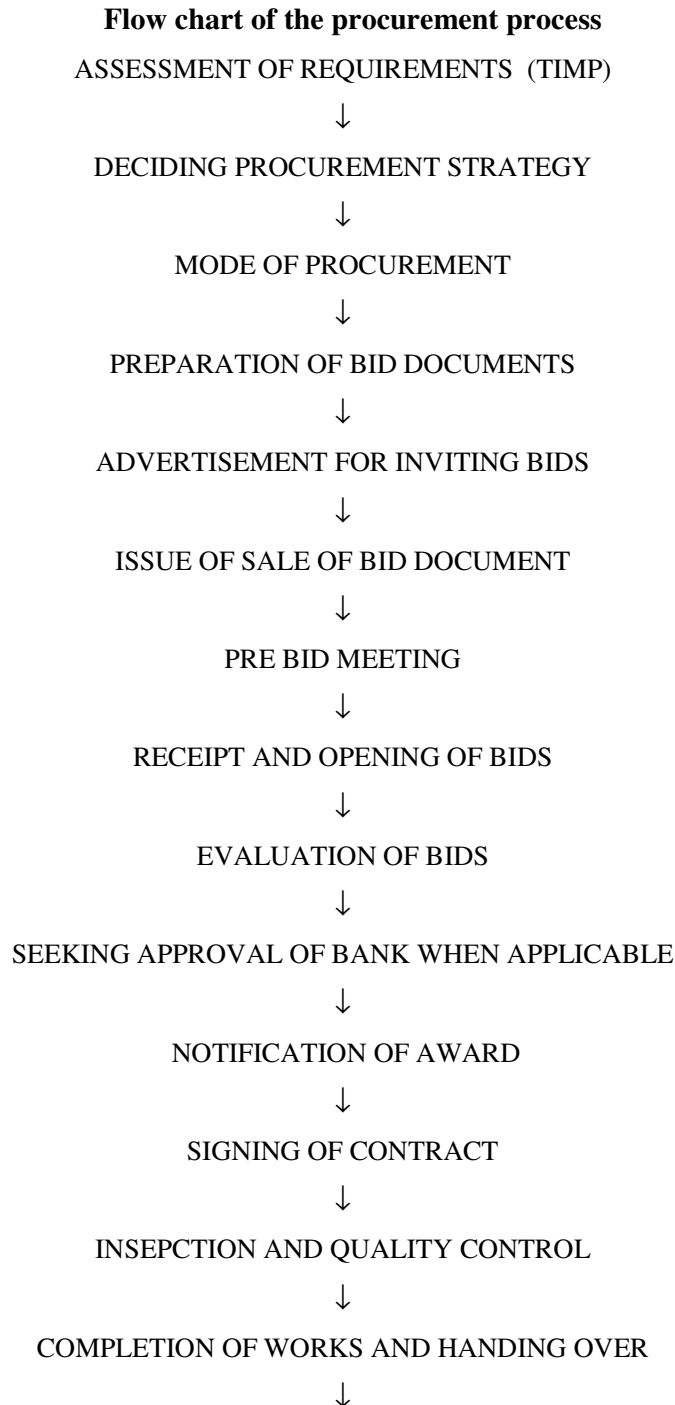 Flow chart of the procurement process
ASSESSMENT OF REQUIREMENTS (TIMP)
↓
DECIDING PROCUREMENT STRATEGY
↓
MODE OF PROCUREMENT
↓
PREPARATION OF BID DOCUMENTS
↓
ADVERTISEMENT FOR INVITING BIDS
↓
ISSUE OF SALE OF BID DOCUMENT
↓
PRE BID MEETING
↓
RECEIPT AND OPENING OF BIDS
↓
EVALUATION OF BIDS
↓
SEEKING APPROVAL OF BANK WHEN APPLICABLE
↓
NOTIFICATION OF AWARD
↓
SIGNING OF CONTRACT
↓
INSEPCTION AND QUALITY CONTROL
↓
COMPLETION OF WORKS AND HANDING OVER
↓